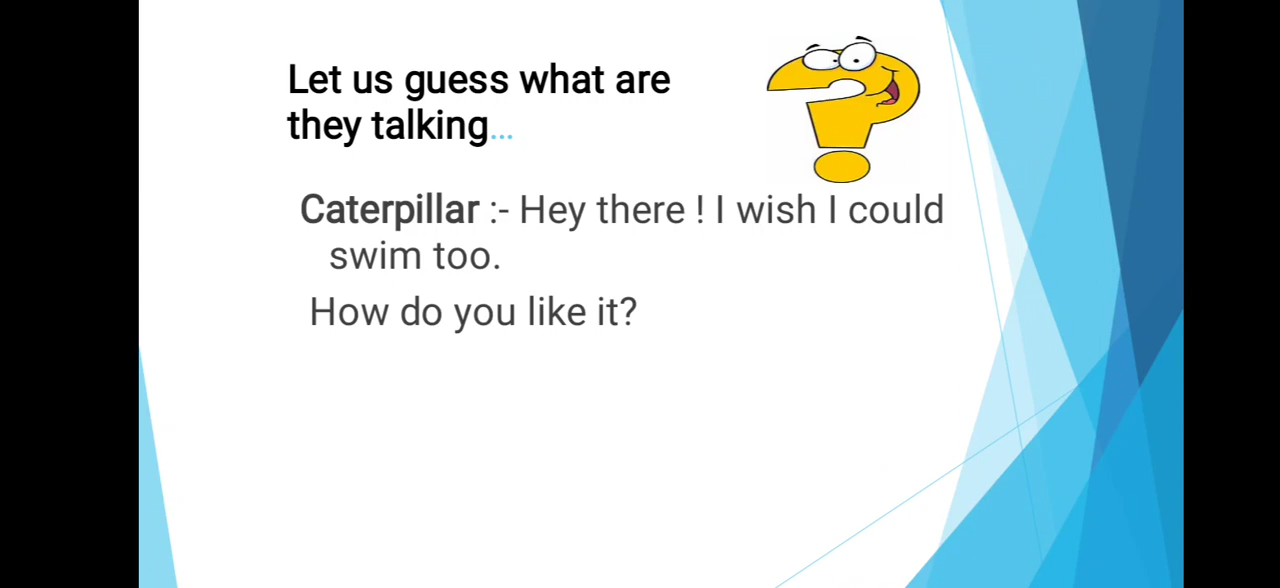 Let us guess what are
they talking...
Caterpillar :- Hey there ! I wish I could
swim too.
How do you like it?